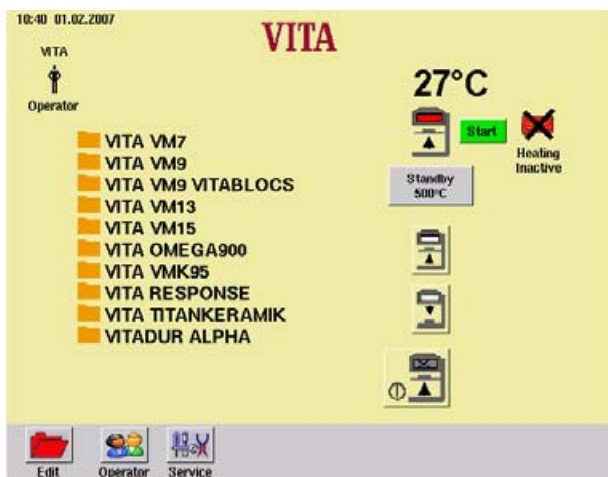 10:40 01.02.2007
VITA
VITA
Operator
27°C
Start
Heating
Inactive
Standby
500°C
VITA VM7
VITA VM9
VITA VM9 VITABLOCS
VITA VM13
VITA VM15
VITA OMEGA900
VITA VMK95
VITA RESPONSE
VITA TITANKERAMIK
VITADUR ALPHA
Edit
Operator
Service